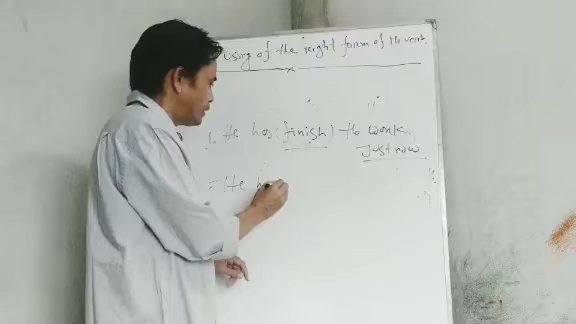 Using of the right form of the verb.
1. He has (finish) the work
Just now
= He h